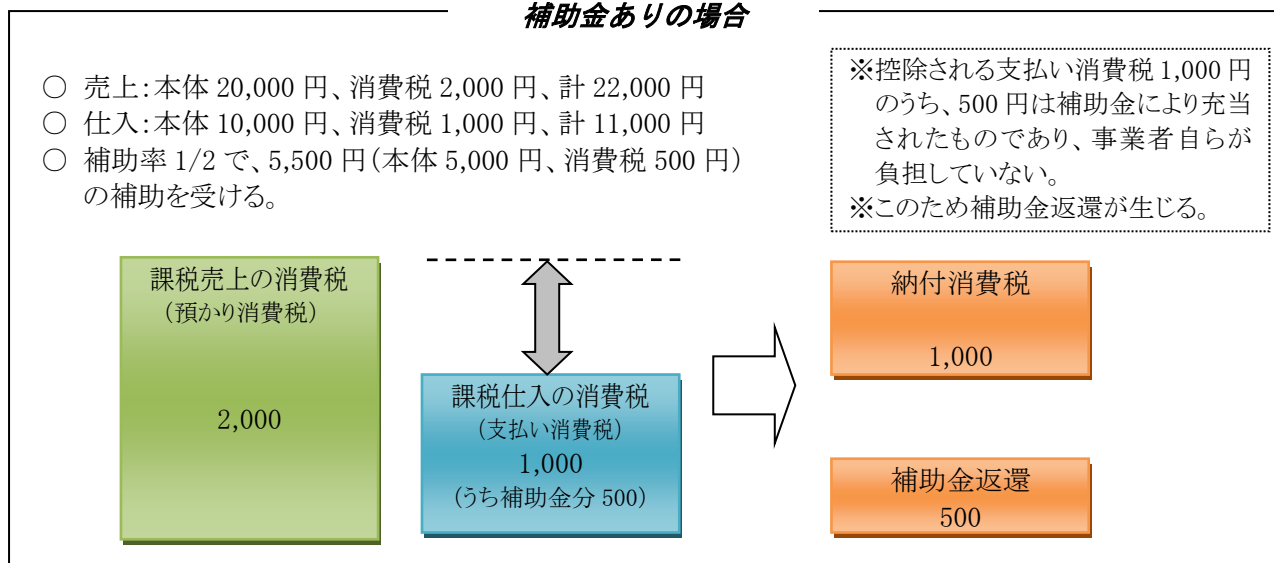 補助金ありの場合
○ 売上:本体 20,000 円、消費税 2,000 円、計 22,000 円
○ 仕入:本体 10,000 円、消費税 1,000 円、計 11,000 円
○ 補助率 1/2 で、5,500 円(本体 5,000 円、消費税 500 円)
の補助を受ける。
※控除される支払い消費税 1,000 円
のうち、500 円は補助金により充当
されたものであり、事業者自らが
負担していない。
※このため補助金返還が生じる。
課税売上の消費税
(預かり消費税)
2,000
課税仕入の消費税
(支払い消費税)
1,000
(うち補助金分 500)
納付消費税
1,000
補助金返還
500